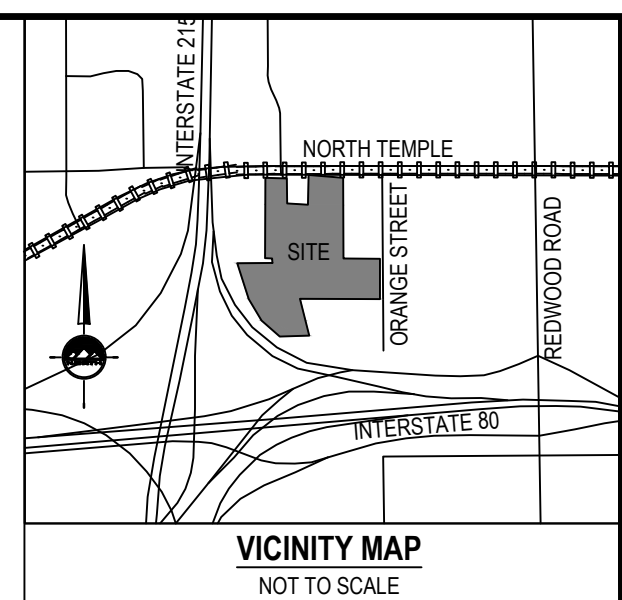 INTERSTATE 215
NORTH TEMPLE
SITE
ORANGE STREET
REDWOOD ROAD
INTERSTATE 80
VICINITY MAP
NOT TO SCALE